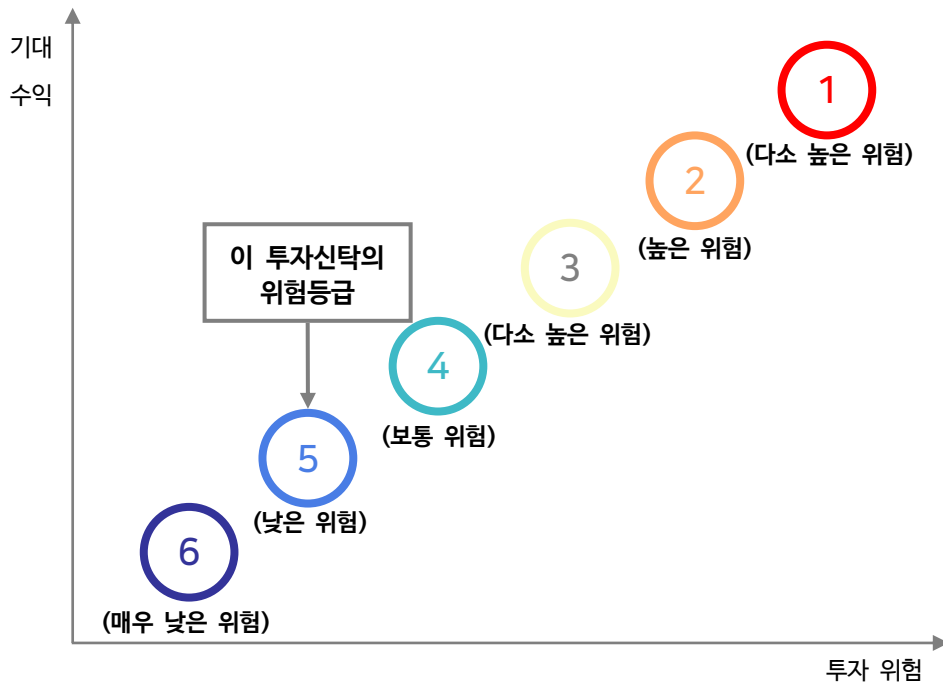 기대
수익
1
(다소 높은 위험)
2
(높은 위험)
3
(다소 높은 위험)
이 투자신탁의
위험등급
4
(보통 위험)
5
(낮은 위험)
6
(매우 낮은 위험)
투자 위험